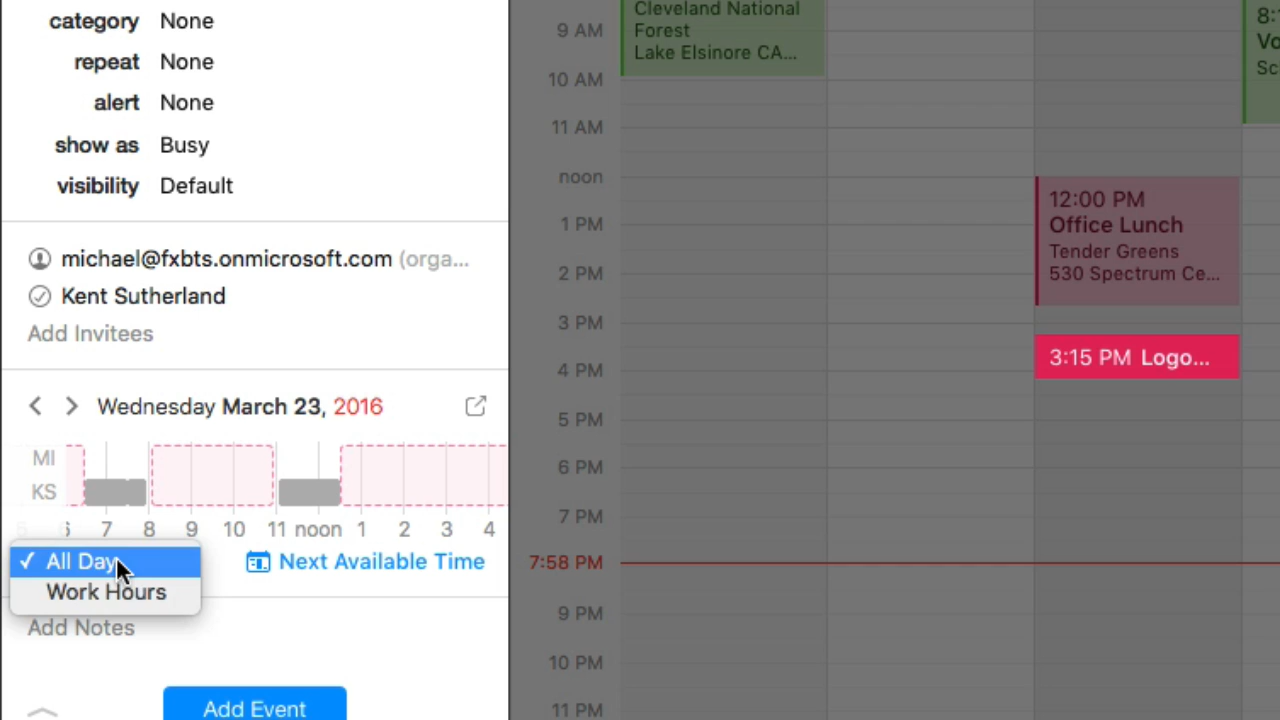 category None
repeat None
alert None
show as Busy
visibility Default
michael@fxbts.onmicrosoft.com (orga...
Kent Sutherland
Add Invitees
Wednesday March 23, 2016
MI
KS
5 6 7 8 9 10 11 noon 1 2 3 4
✓ All Day
Work Hours
Next Available Time
Add Notes
Add Event
9 AM
10 AM
11 AM
noon
1 PM
2 PM
3 PM
4 PM
5 PM
6 PM
7 PM
7:58 PM
9 PM
10 PM
11 PM
Cleveland National
Forest
Lake Elsinore CA...
12:00 PM
Office Lunch
Tender Greens
530 Spectrum Ce...
3:15 PM Logo...
8:
Vo
Sc